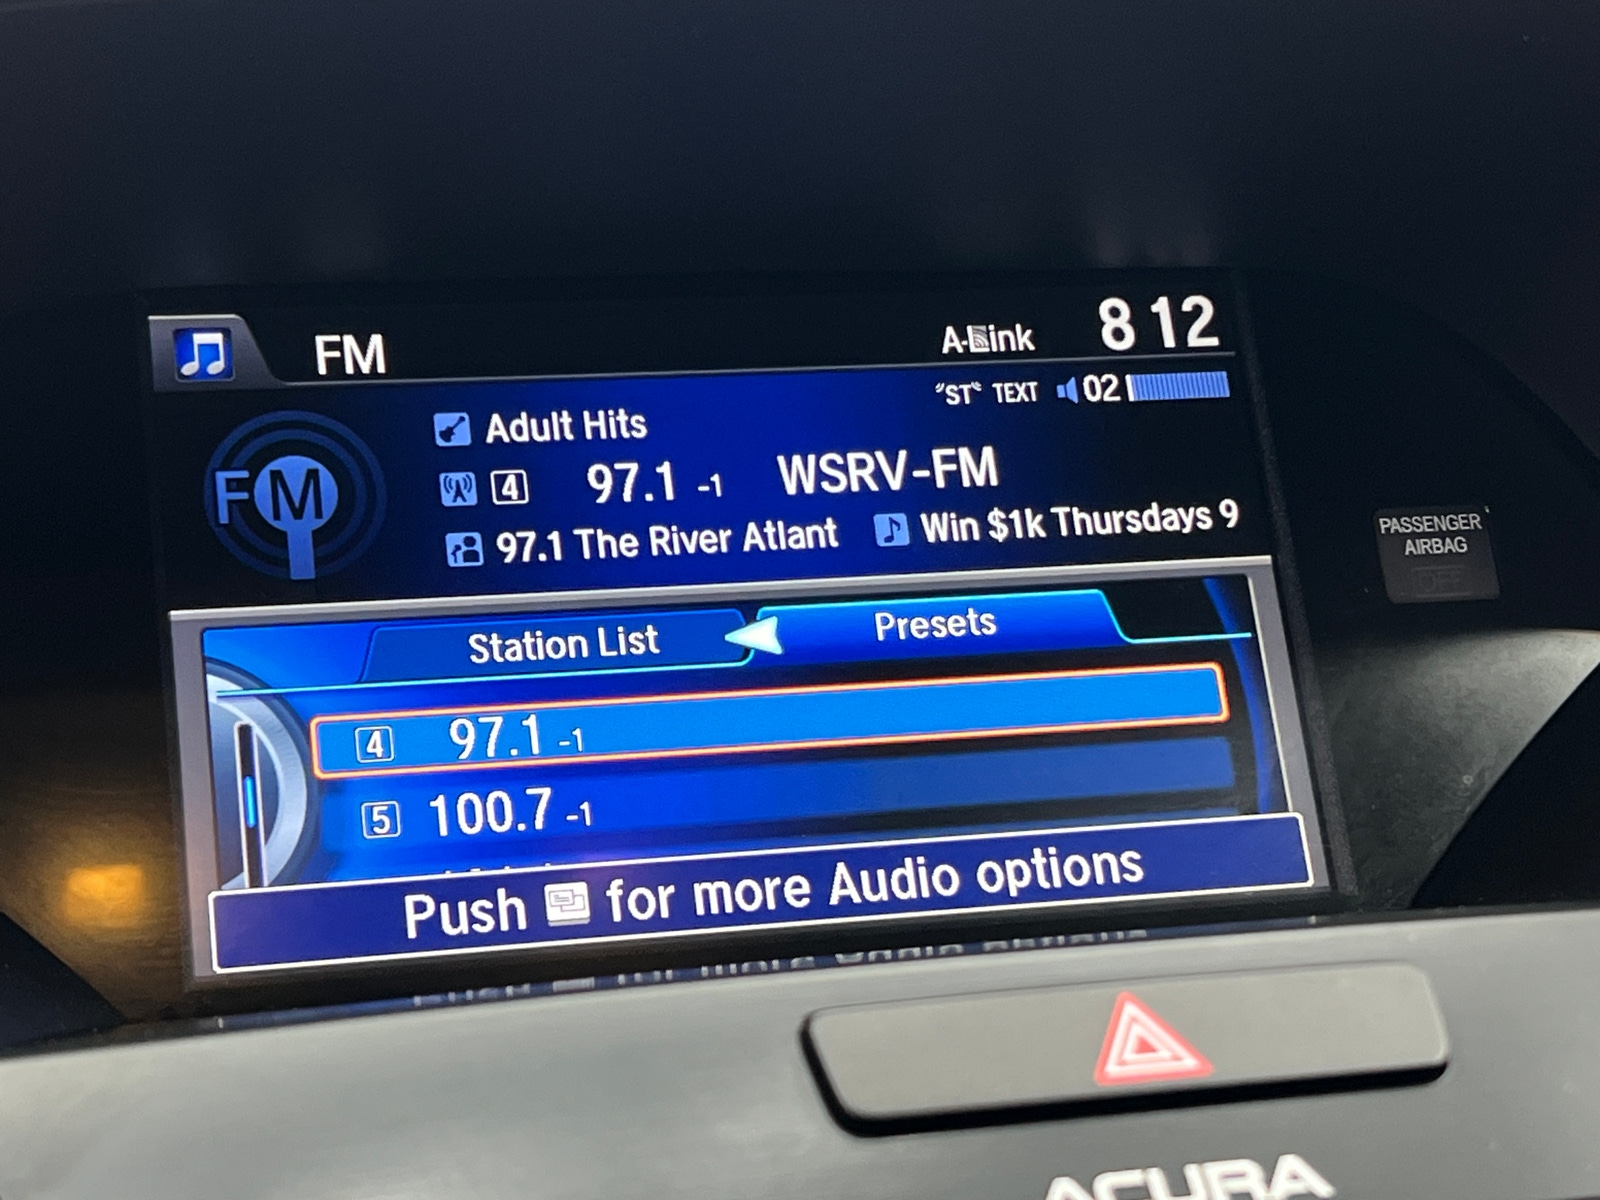 FM
A-Link
8 12
"ST" TEXT 02
Adult Hits
FM
4 97.1 -1 WSRV-FM
97.1 The River Atlant Win $1k Thursdays 9
PASSENGER
AIRBAG
OFF
Station List Presets
4 97.1 -1
5 100.7 -1
Push for more Audio options
ACURA